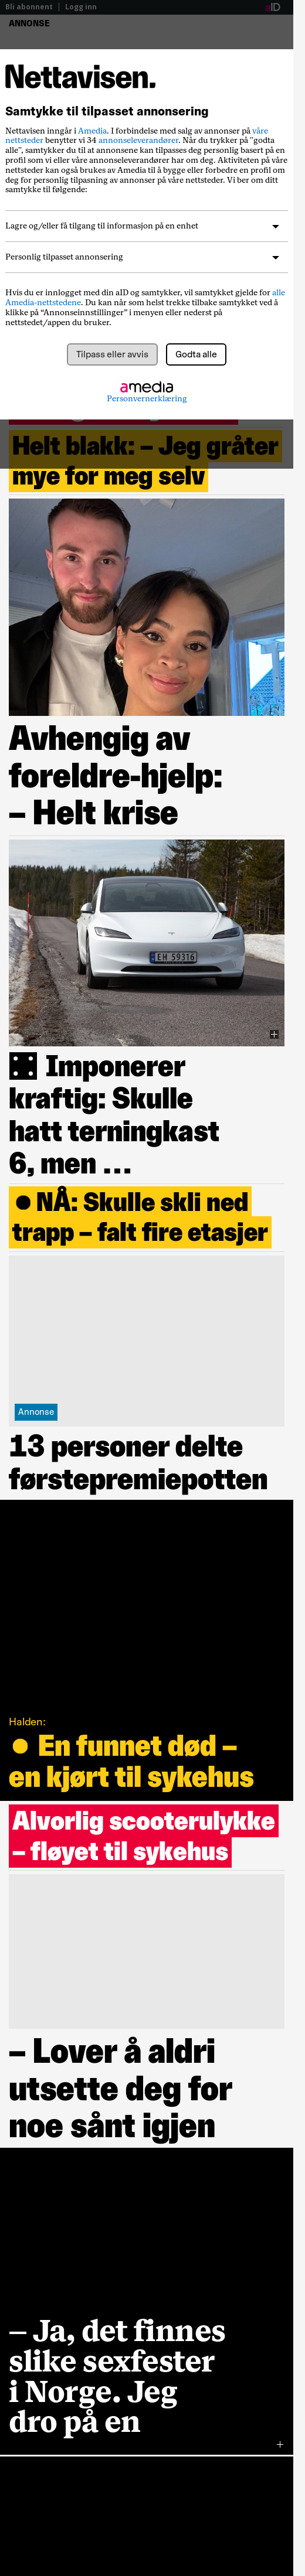 Bli abonnent | Logg inn
aID
ANNONSE
Nettavisen.
Samtykke til tilpasset annonsering
Nettavisen inngår i Amedia. I forbindelse med salg av annonser på våre
nettsteder benytter vi 34 annonseleverandører. Når du trykker på "godta
alle", samtykker du til at annonsene kan tilpasses deg personlig basert på en
profil som vi eller våre annonseleverandører har om deg. Aktiviteten på våre
nettsteder kan også brukes av Amedia til å bygge eller forbedre en profil om
deg for personlig tilpasning av annonser på våre nettsteder. Vi ber om ditt
samtykke til følgende:
Lagre og/eller få tilgang til informasjon på en enhet
Personlig tilpasset annonsering
Hvis du er innlogget med din aID og samtykker, vil samtykket gjelde for alle
Amedia-nettstedene. Du kan når som helst trekke tilbake samtykket ved å
klikke på “Annonseinnstillinger” i menyen eller nederst på
nettstedet/appen du bruker.
Tilpass eller avvis
Godta alle
amedia
Personvernerklæring
Helt blakk: – Jeg gråter
mye for meg selv
Avhengig av
foreldre-hjelp:
– Helt krise
EH 59316
Imponerer
kraftig: Skulle
hatt terningkast
6, men …
NÅ: Skulle skli ned
trapp – falt fire etasjer
Annonse
13 personer delte
førstepremiepotten
Halden:
En funnet død –
en kjørt til sykehus
Alvorlig scooterulykke
– fløyet til sykehus
– Lover å aldri
utsette deg for
noe sånt igjen
– Ja, det finnes
slike sexfester
i Norge. Jeg
dro på en